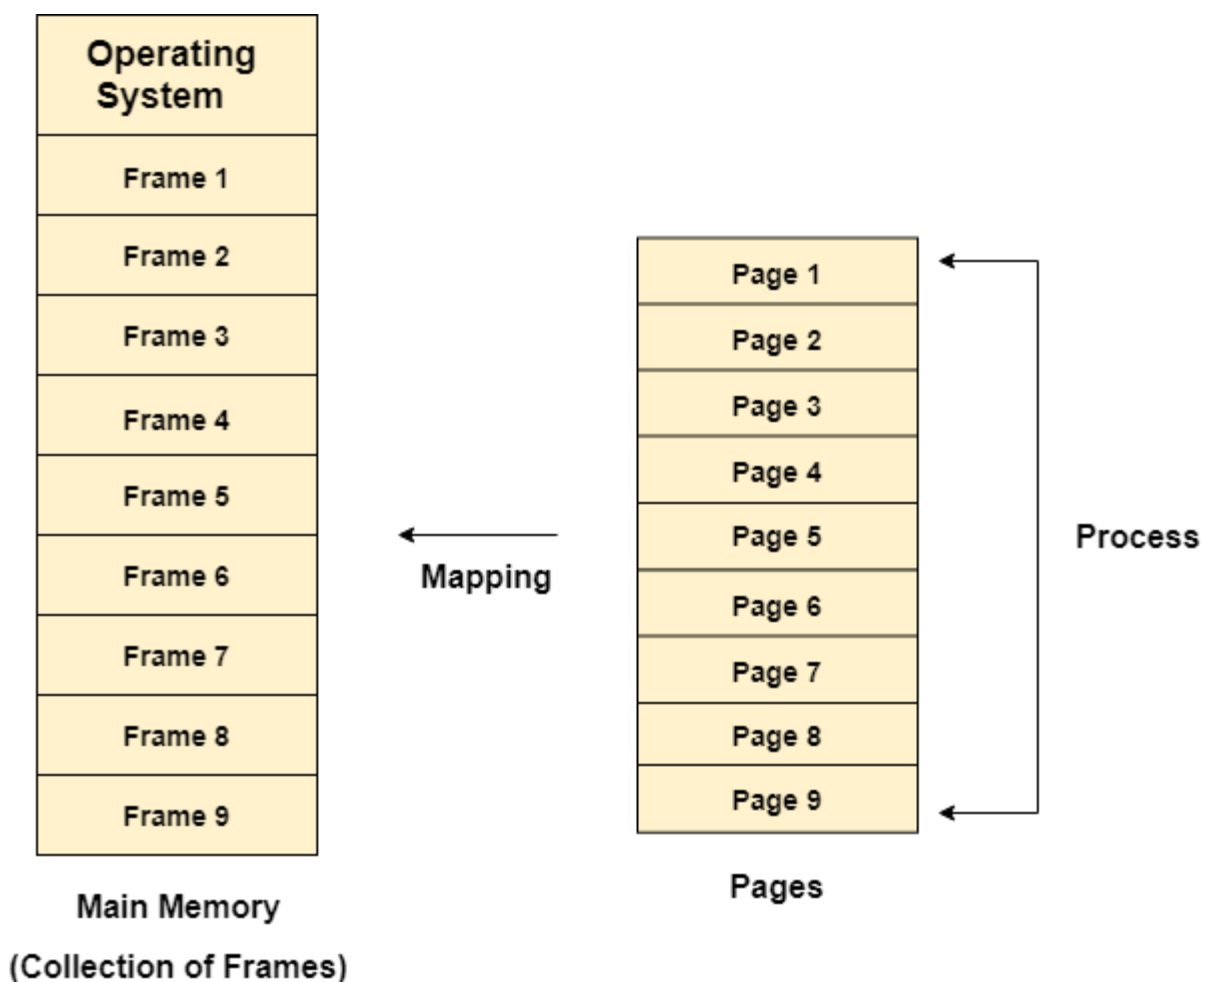 Operating
System
Frame 1
Frame 2
Frame 3
Frame 4
Frame 5
Frame 6
Frame 7
Frame 8
Frame 9
Main Memory
(Collection of Frames)
Mapping
Page 1
Page 2
Page 3
Page 4
Page 5
Page 6
Page 7
Page 8
Page 9
Pages
Process